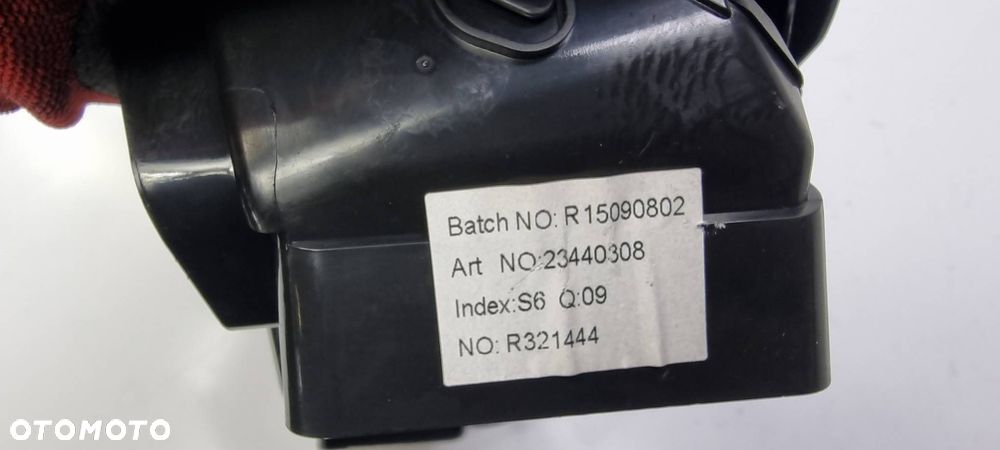 Batch NO: R15090802
Art NO:23440308
Index:S6 Q:09
NO: R321444
OTOMOTO